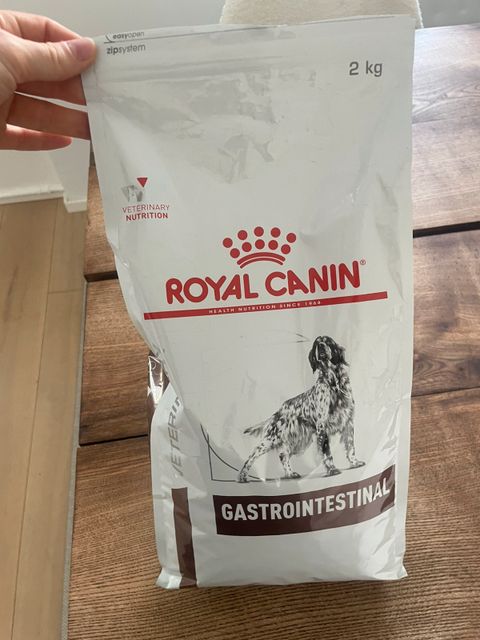 easyopen
zipsystem
2 kg
VETERINARY
NUTRITION
ROYAL CANIN®
HEALTH NUTRITION SINCE 1968
GASTROINTESTINAL